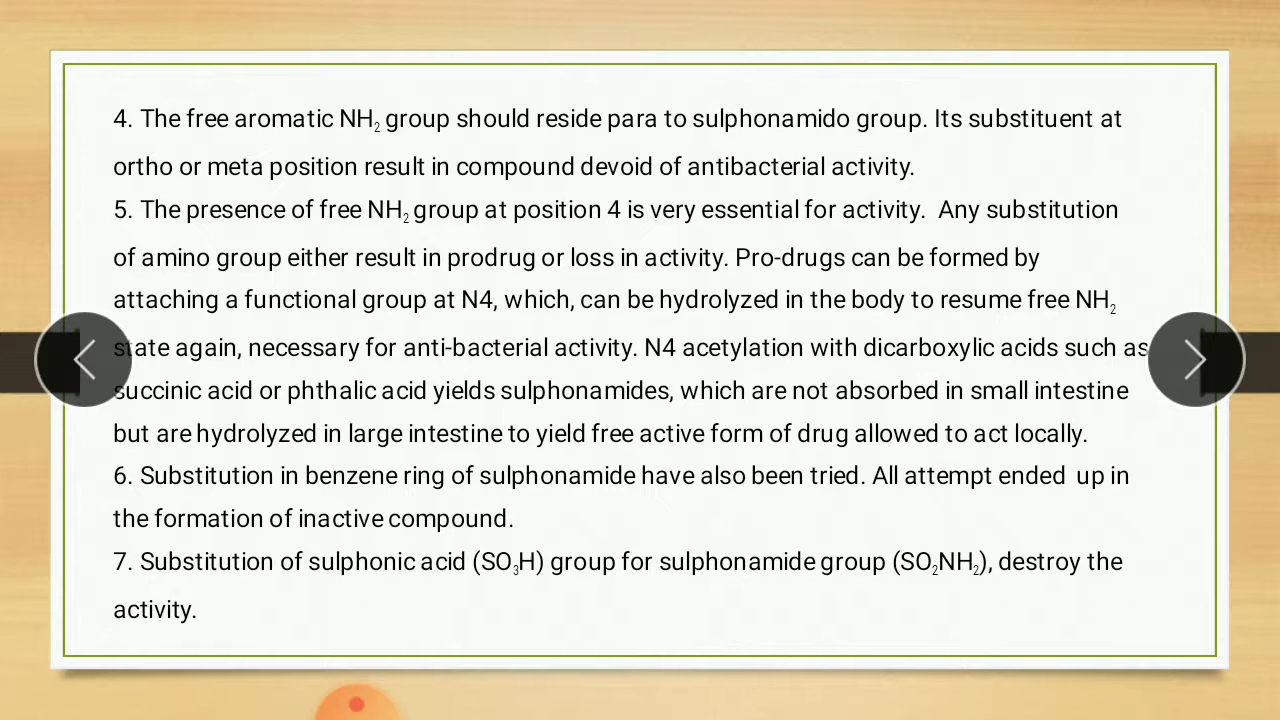 4. The free aromatic NH₂ group should reside para to sulphonamido group. Its substituent at
ortho or meta position result in compound devoid of antibacterial activity.
5. The presence of free NH₂ group at position 4 is very essential for activity. Any substitution
of amino group either result in prodrug or loss in activity. Pro-drugs can be formed by
attaching a functional group at N4, which, can be hydrolyzed in the body to resume free NH₂
state again, necessary for anti-bacterial activity. N4 acetylation with dicarboxylic acids such as
succinic acid or phthalic acid yields sulphonamides, which are not absorbed in small intestine
but are hydrolyzed in large intestine to yield free active form of drug allowed to act locally.
6. Substitution in benzene ring of sulphonamide have also been tried. All attempt ended up in
the formation of inactive compound.
7. Substitution of sulphonic acid (SO₃H) group for sulphonamide group (SO₂NH₂), destroy the
activity.